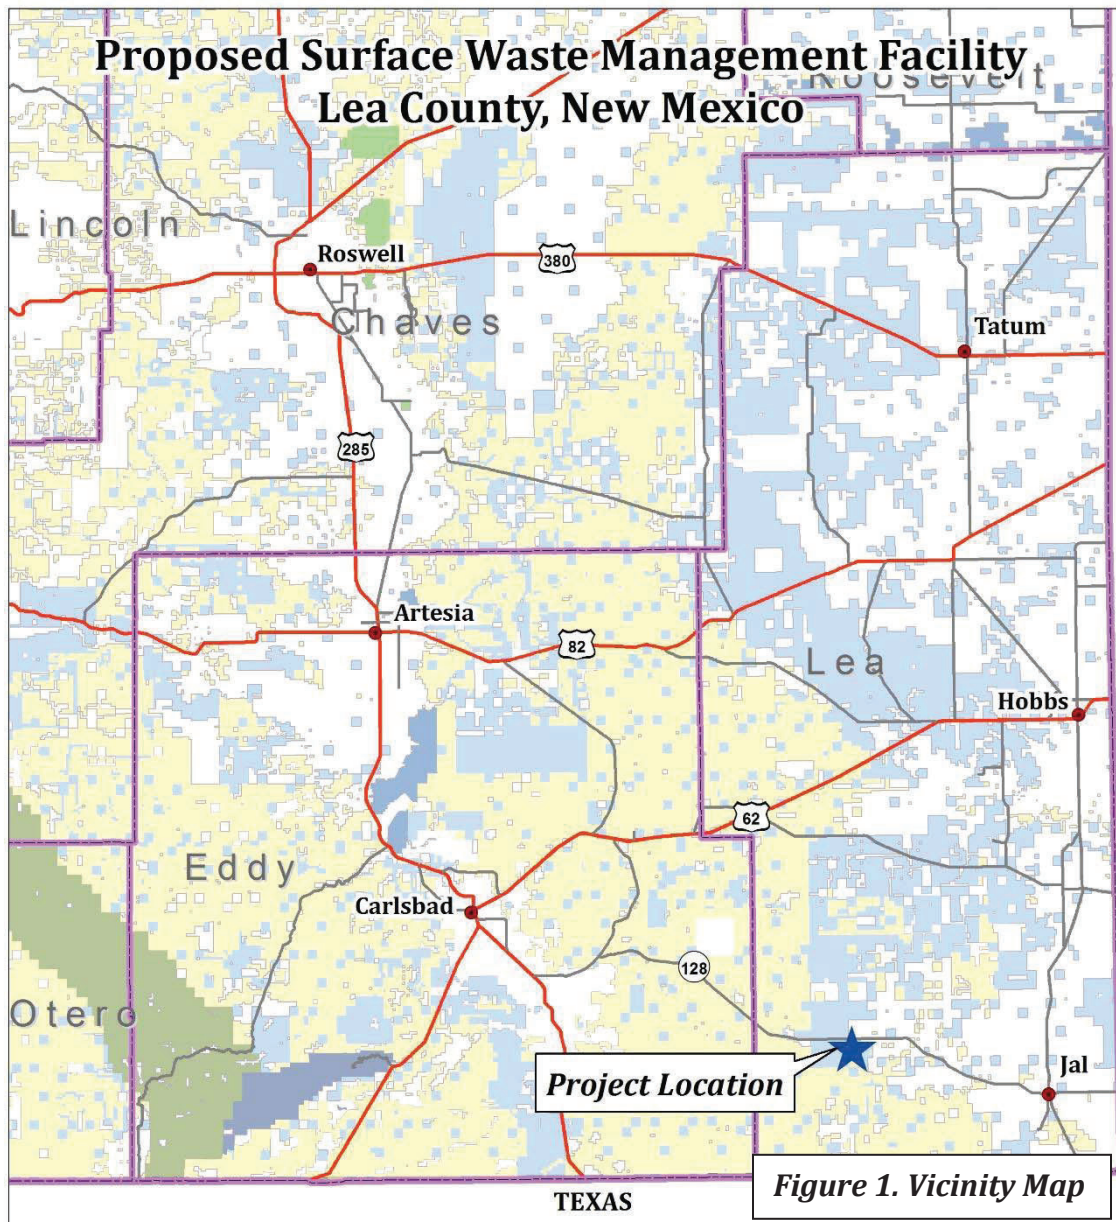 Proposed Surface Waste Management Facility
Lea County, New Mexico
Roosevelt
Lincoln
Roswell
380
Chaves
Tatum
285
Artesia
82
Lea
Hobbs
62
Eddy
Carlsbad
128
Otero
Project Location
Jal
Figure 1. Vicinity Map
TEXAS